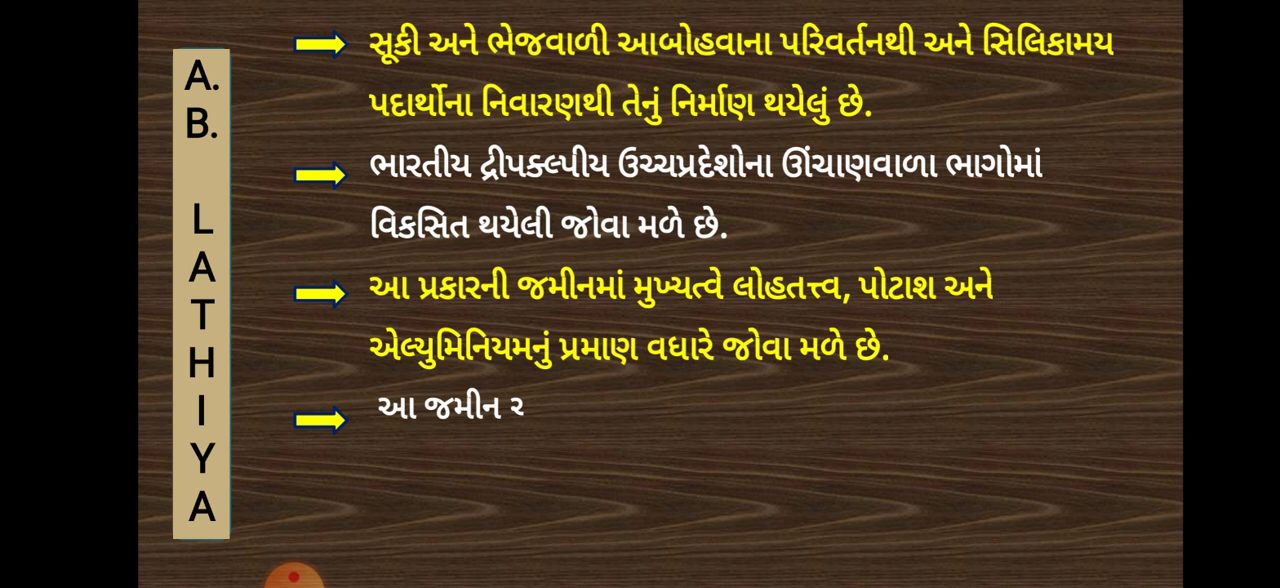 A.
B.
L
A
T
H
I
Y
A
સૂકી અને ભેજવાળી આબોહવાના પરિવર્તનથી અને સિલિકામય
પદાર્થોના નિવારણથી તેનું નિર્માણ થયેલું છે.
ભારતીય દ્રીપક્લ્પીય ઉચ્ચપ્રદેશોના ઊંચાણવાળા ભાગોમાં
વિકસિત થયેલી જોવા મળે છે.
આ પ્રકારની જમીનમાં મુખ્યત્વે લોહતત્ત્વ, પોટાશ અને
એલ્યુમિનિયમનું પ્રમાણ વધારે જોવા મળે છે.
આ જમીન ર